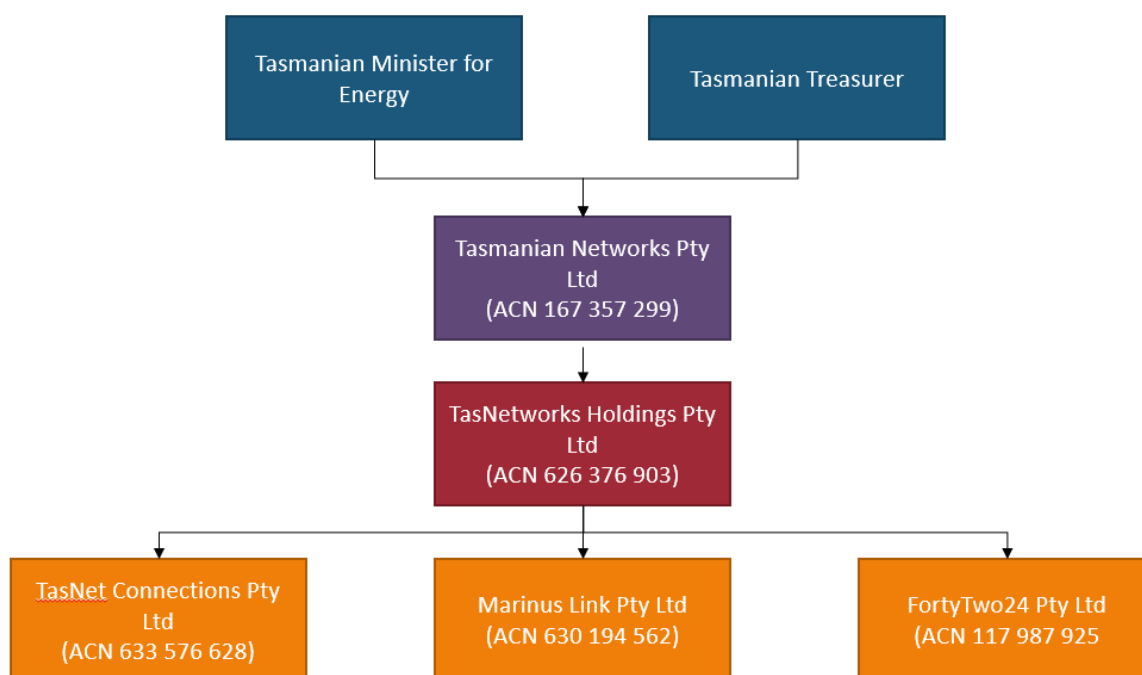 Tasmanian Minister for
Energy
Tasmanian Treasurer
Tasmanian Networks Pty
Ltd
(ACN 167 357 299)
TasNetworks Holdings Pty
Ltd
(ACN 626 376 903)
TasNet Connections Pty
Ltd
(ACN 633 576 628)
Marinus Link Pty Ltd
(ACN 630 194 562)
FortyTwo24 Pty Ltd
(ACN 117 987 925